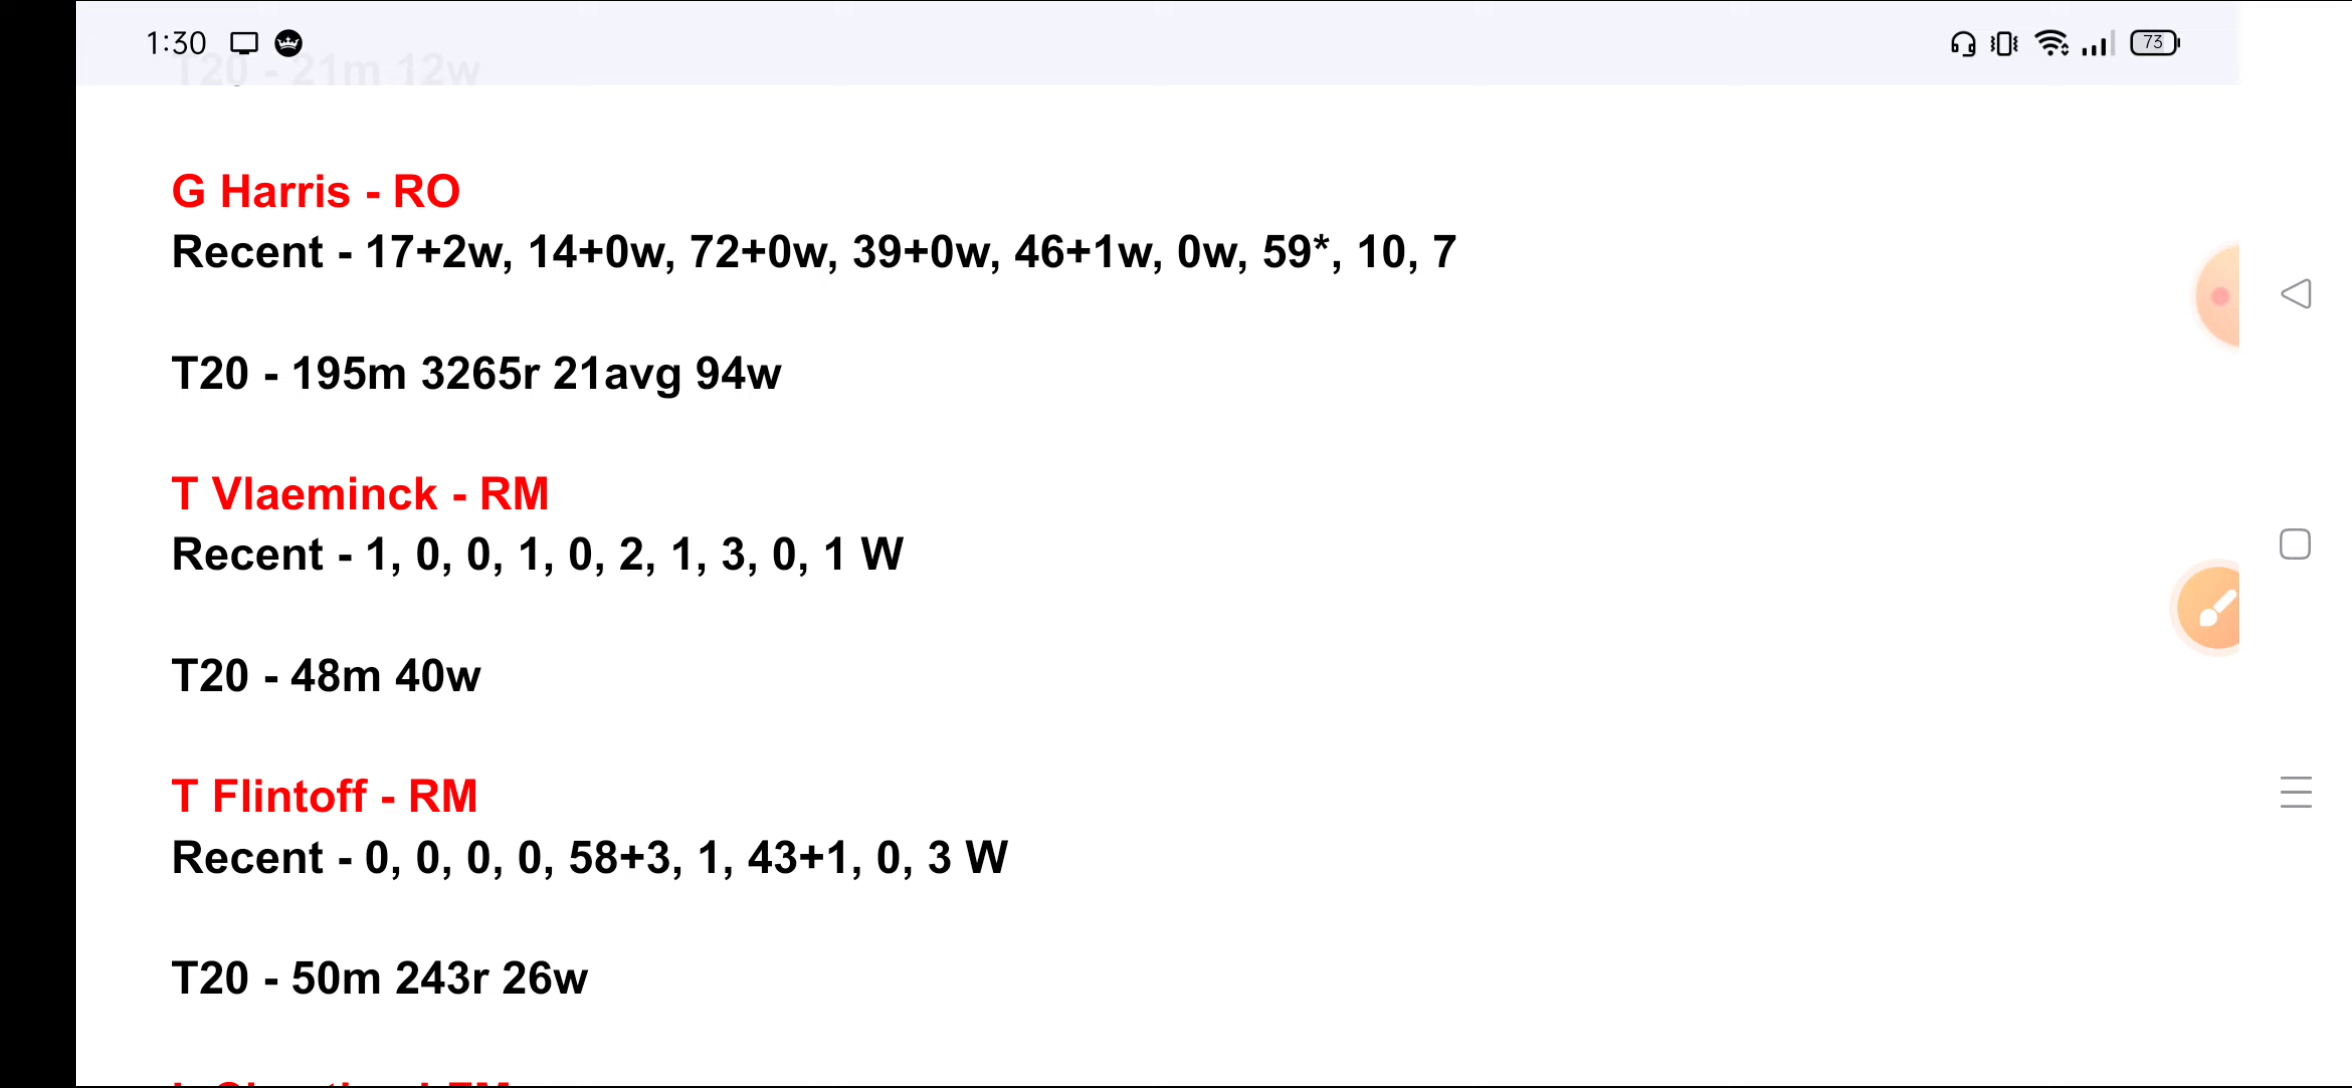 1:30
73
T20 - 21m 12w
G Harris - RO
Recent - 17+2w, 14+0w, 72+0w, 39+0w, 46+1w, 0w, 59*, 10, 7
T20 - 195m 3265r 21avg 94w
T Vlaeminck - RM
Recent - 1, 0, 0, 1, 0, 2, 1, 3, 0, 1 W
T20 - 48m 40w
T Flintoff - RM
Recent - 0, 0, 0, 0, 58+3, 1, 43+1, 0, 3 W
T20 - 50m 243r 26w